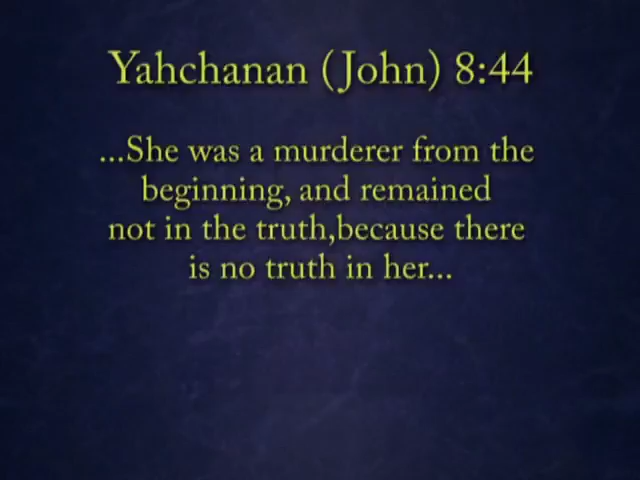 Yahchanan (John) 8:44
...She was a murderer from the
beginning, and remained
not in the truth,because there
is no truth in her...